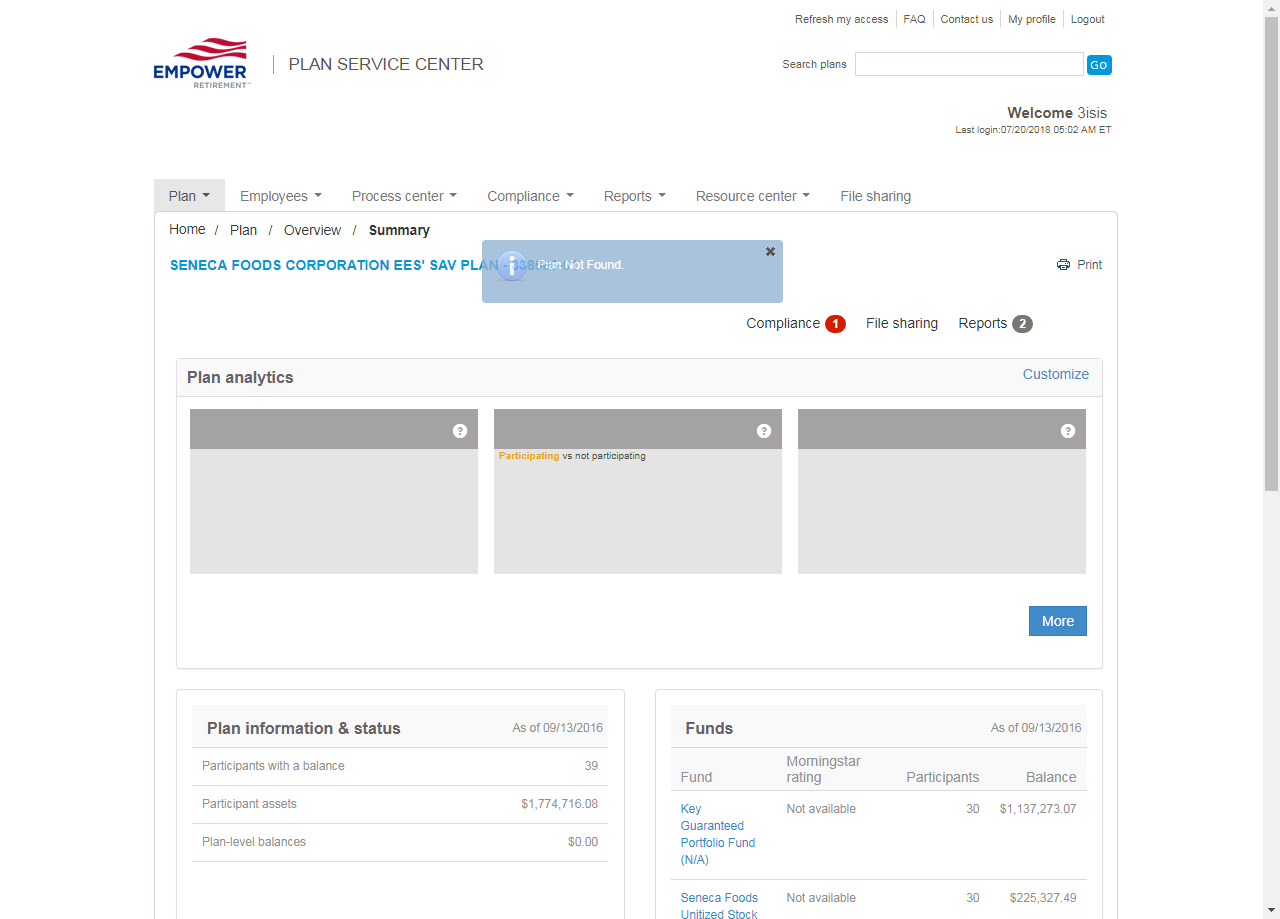 Refresh my access FAQ Contact us My profile Logout
EMPOWER
RETIREMENT™
PLAN SERVICE CENTER
Search plans Go
Welcome 3isis
Last login:07/20/2018 05:02 AM ET
Plan Employees Process center Compliance Reports Resource center File sharing
Home / Plan / Overview / Summary
SENECA FOODS CORPORATION EES' SAV PLAN -
Plan Not Found.
Print
Compliance 1 File sharing Reports 2
Plan analytics Customize
? ? ?
Participating vs not participating
More
Plan information & status As of 09/13/2016
Participants with a balance 39
Participant assets $1,774,716.08
Plan-level balances $0.00
Funds As of 09/13/2016
Morningstar
Fund rating Participants Balance
Key Not available 30 $1,137,273.07
Guaranteed
Portfolio Fund
(N/A)
Seneca Foods Not available 30 $225,327.49
Unitized Stock